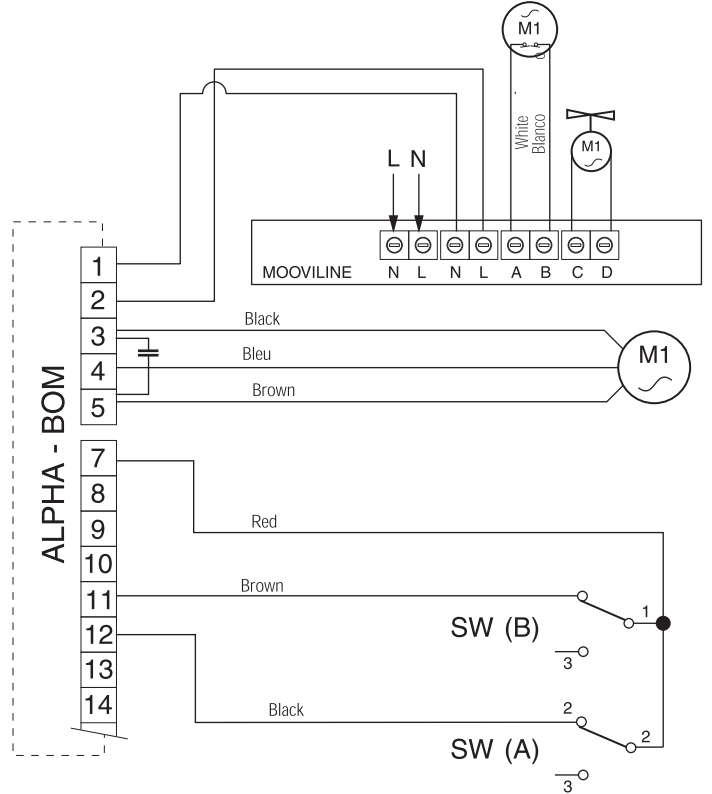 M1
White
Blanco
M1
L N
MOOVILINE N L N L A B C D
ALPHA - BOM
1
2
3
4
5
Black
Bleu
Brown
M1
7
8
9
10
11
12
13
14
Red
Brown
SW (B)
1
3
Black
2
SW (A)
2
3